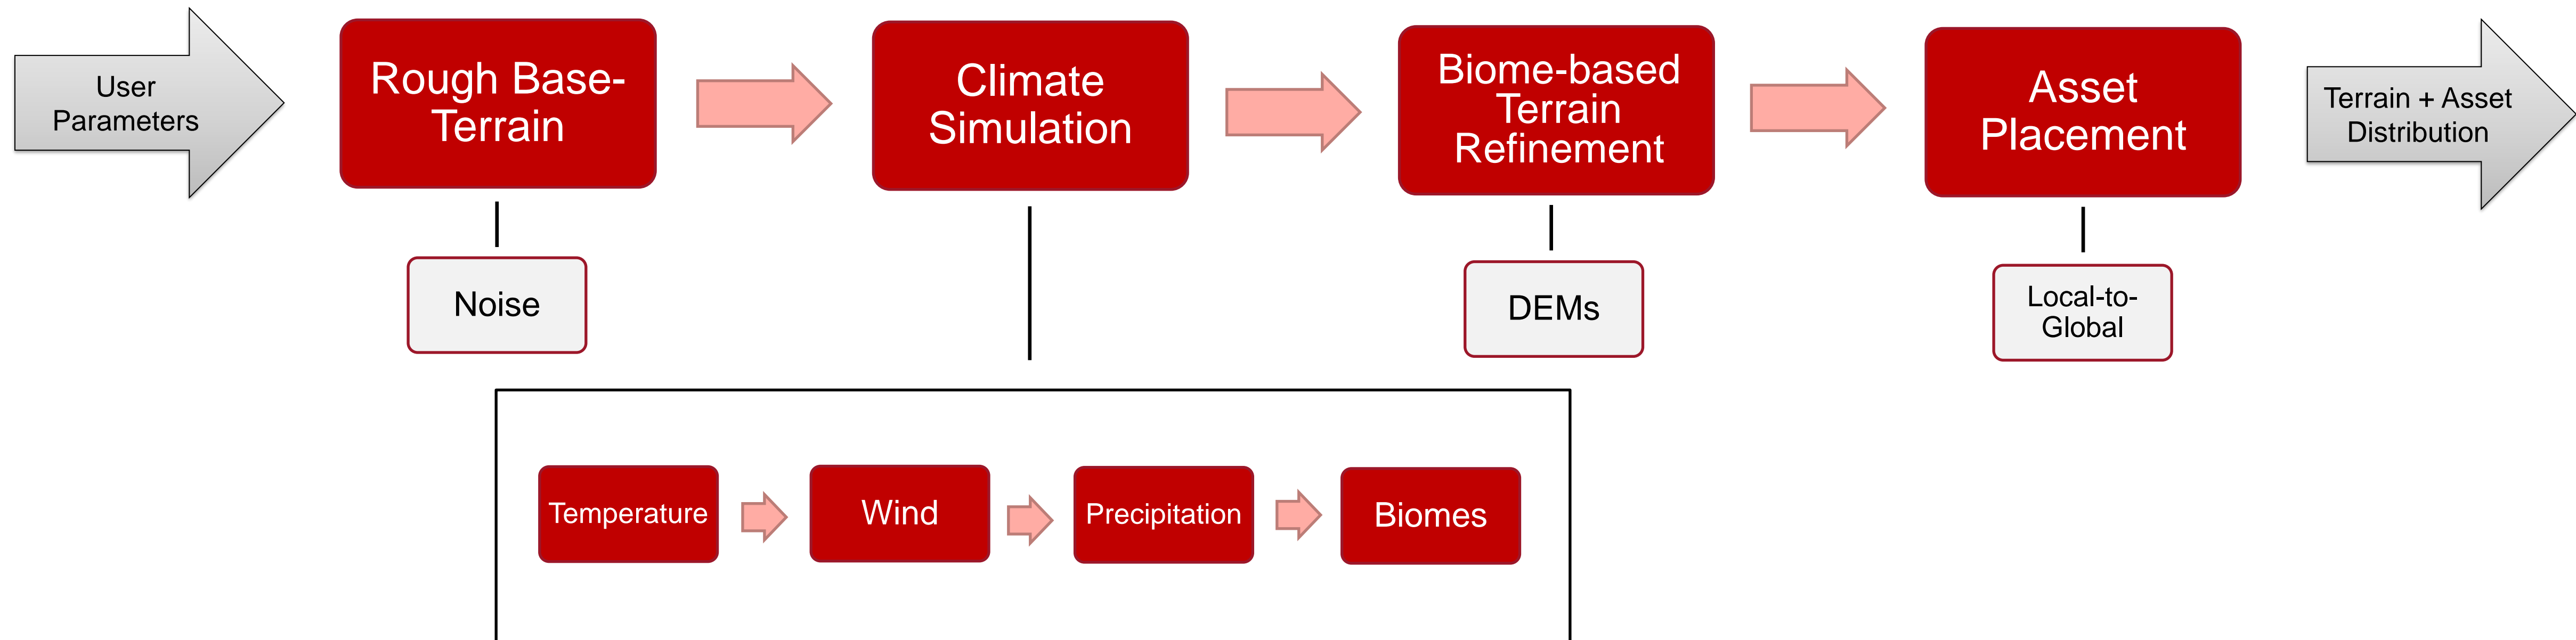 User
Parameters
Rough Base-
Terrain
Climate
Simulation
Biome-based
Terrain
Refinement
Asset
Placement
Terrain + Asset
Distribution
Noise
DEMs
Local-to-
Global
Temperature
Wind
Precipitation
Biomes